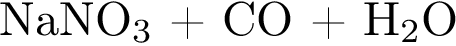 NaNO₃ + CO + H₂O